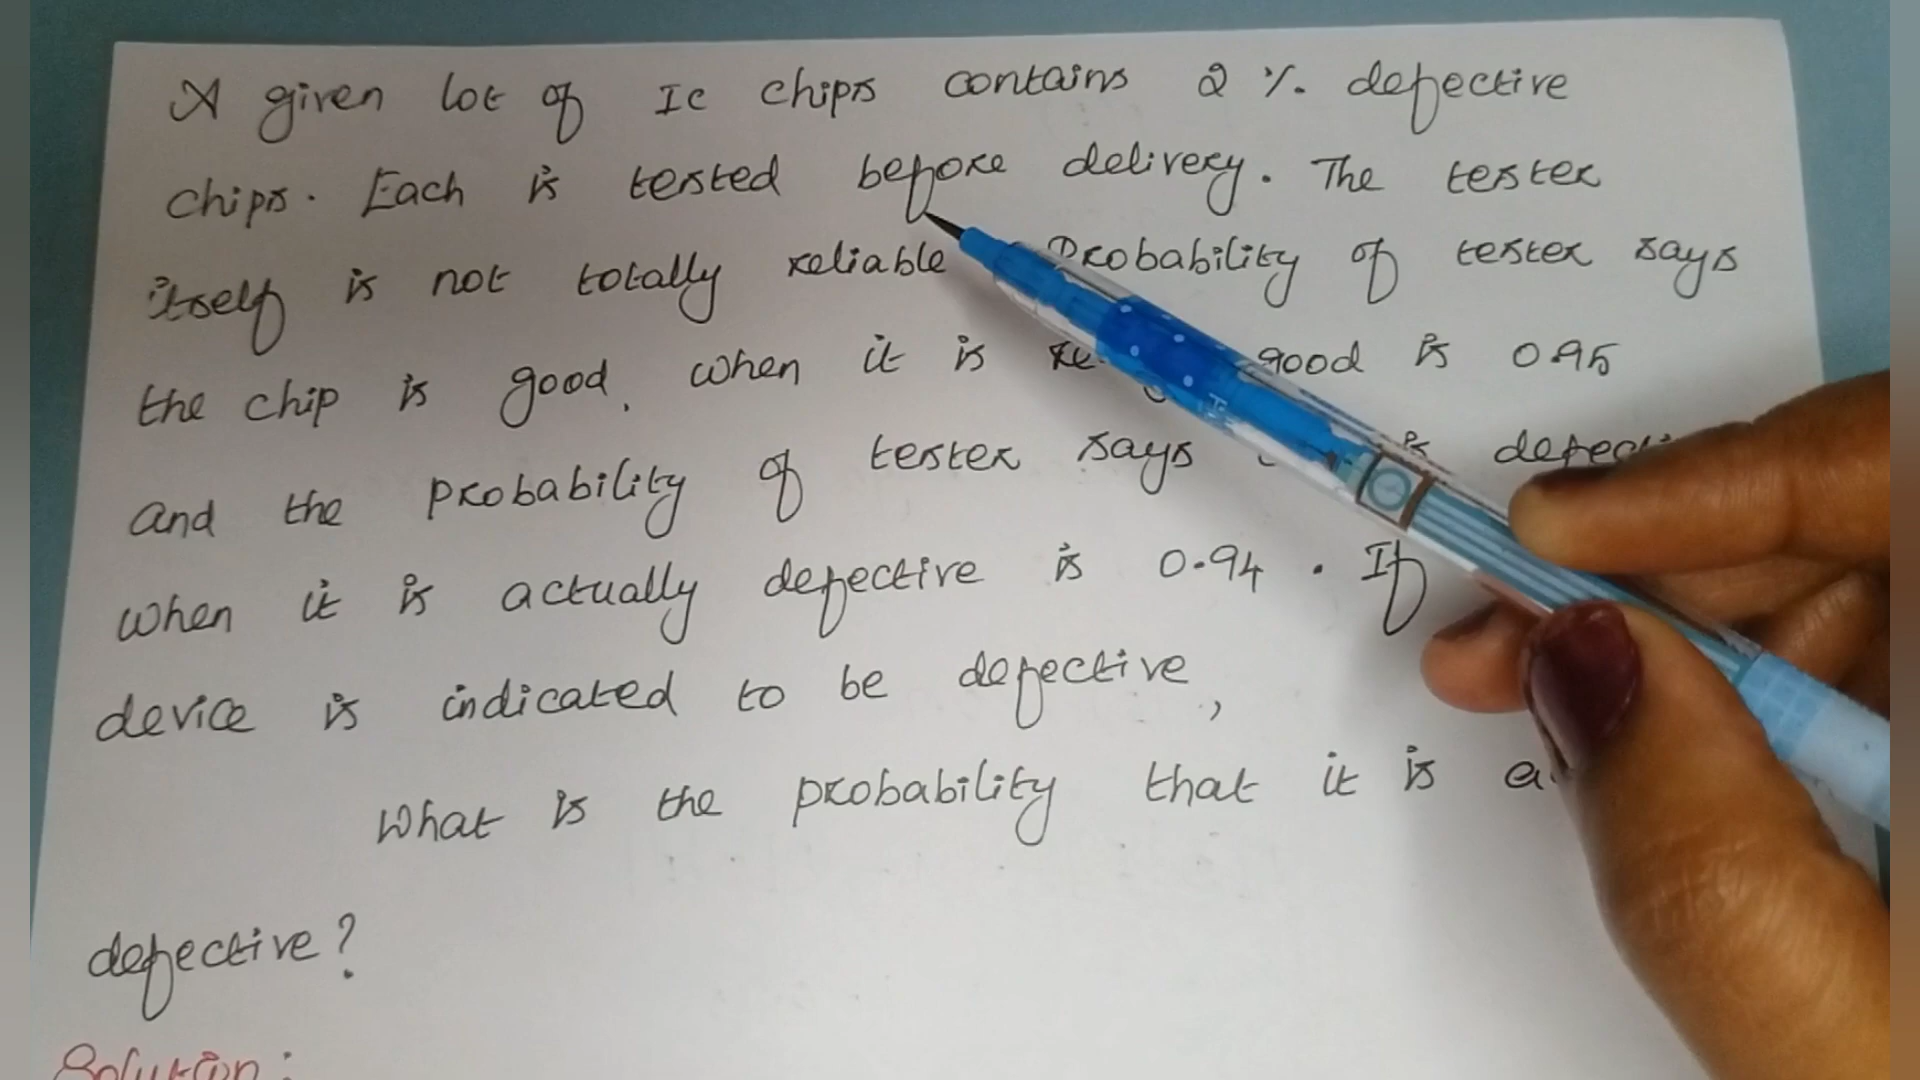 A given lot of Ic chips contains 2 %. defective
chips. Each is tested before delivery. The tester
itself is not totally reliable Probability of tester says
the chip is good, when it is good is 0.95
and the probability of tester says is
when it is actually defective is 0.94. If
device is indicated to be defective,
what is the probability that it is
defective?
Solution: